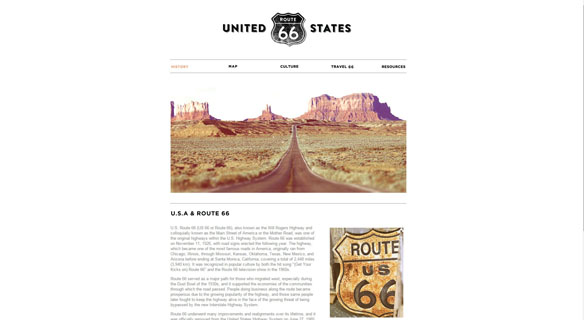 UNITED
ROUTE
66
STATES
HISTORY
MAP
CULTURE
TRAVEL 66
RESOURCES
U.S.A & ROUTE 66
U.S. Route 66 (US 66 or Route 66), also known as the Will Rogers Highway and
colloquially known as the Main Street of America or the Mother Road, was one of
the original highways within the U.S. Highway System. Route 66 was established
on November 11, 1926, with road signs erected the following year. The highway,
which became one of the most famous roads in America, originally ran from
Chicago, Illinois, through Missouri, Kansas, Oklahoma, Texas, New Mexico, and
Arizona before ending at Santa Monica, California, covering a total of 2,448 miles
(3,940 km). It was recognized in popular culture by both the hit song "(Get Your
Kicks on) Route 66" and the Route 66 television show in the 1960s.
Route 66 served as a major path for those who migrated west, especially during
the Dust Bowl of the 1930s, and it supported the economies of the communities
through which the road passed. People doing business along the route became
prosperous due to the growing popularity of the highway, and those same people
later fought to keep the highway alive in the face of the growing threat of being
bypassed by the new Interstate Highway System.
Route 66 underwent many improvements and realignments over its lifetime, and it
was officially removed from the United States Highway System on June 27, 1985
ROUTE
US
66